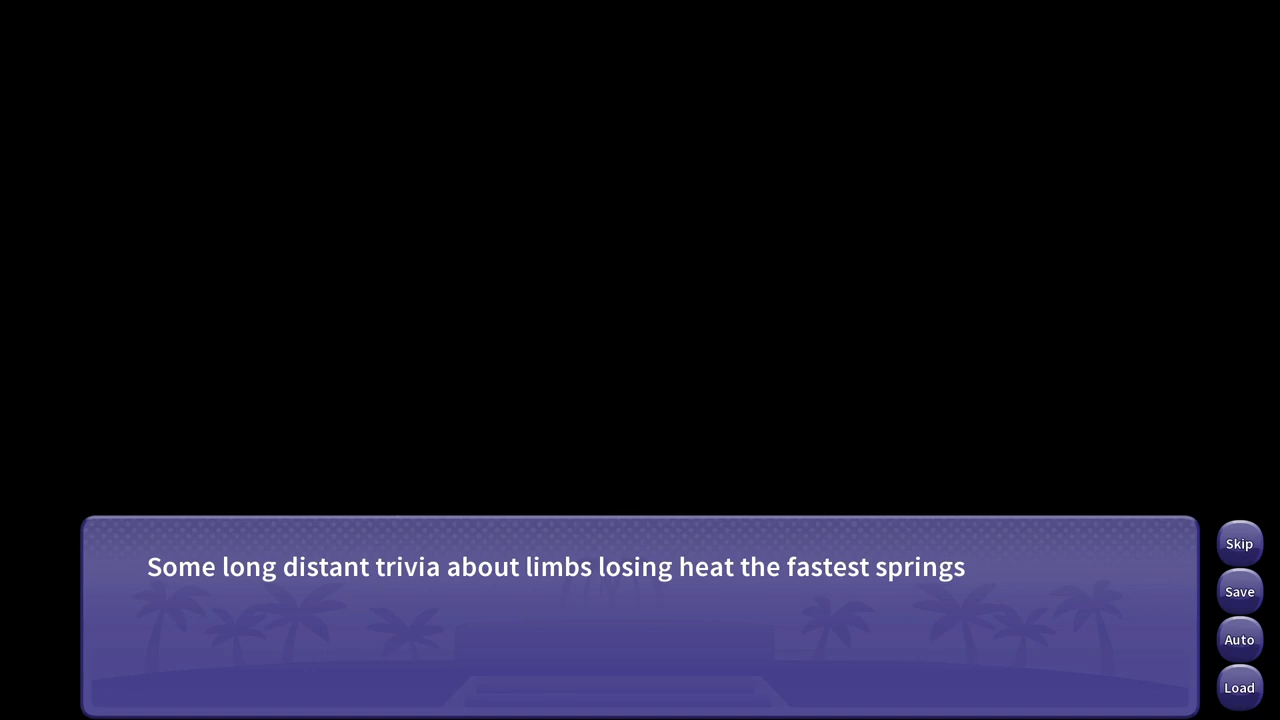 Some long distant trivia about limbs losing heat the fastest springs
Skip
Save
Auto
Load